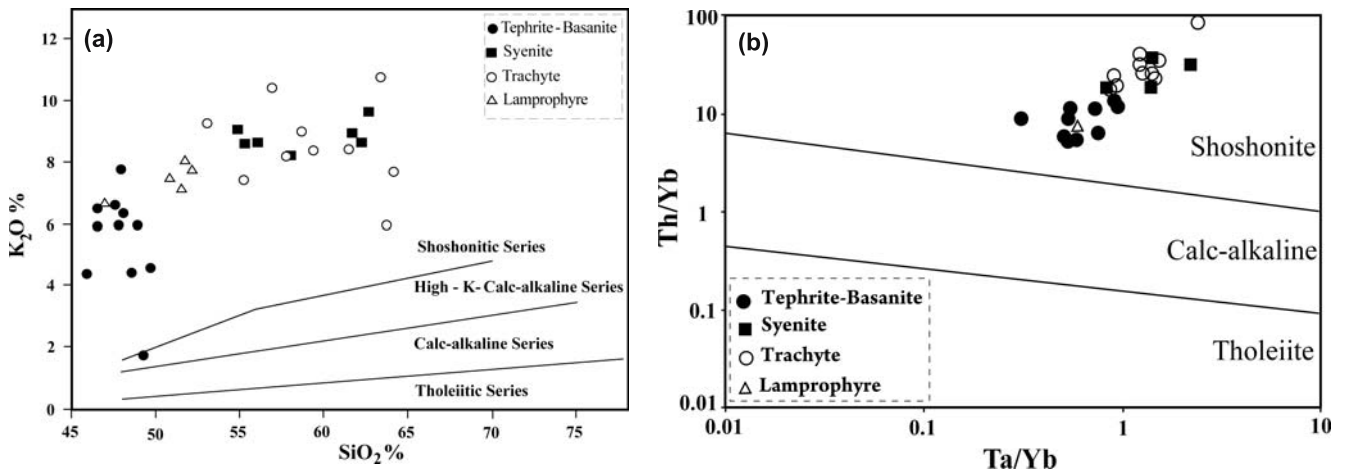 (a)
Tephrite-Basanite
Syenite
Trachyte
Lamprophyre
12
10
8
6
4
2
0
K₂O %
Shoshonitic Series
High - K- Calc-alkaline Series
Calc-alkaline Series
Tholeiitic Series
45
50
55
60
65
70
75
SiO₂%
(b)
100
10
1
0.1
0.01
Th/Yb
Shoshonite
Calc-alkaline
Tholeiite
Tephrite-Basanite
Syenite
Trachyte
Lamprophyre
0.01
0.1
1
10
Ta/Yb